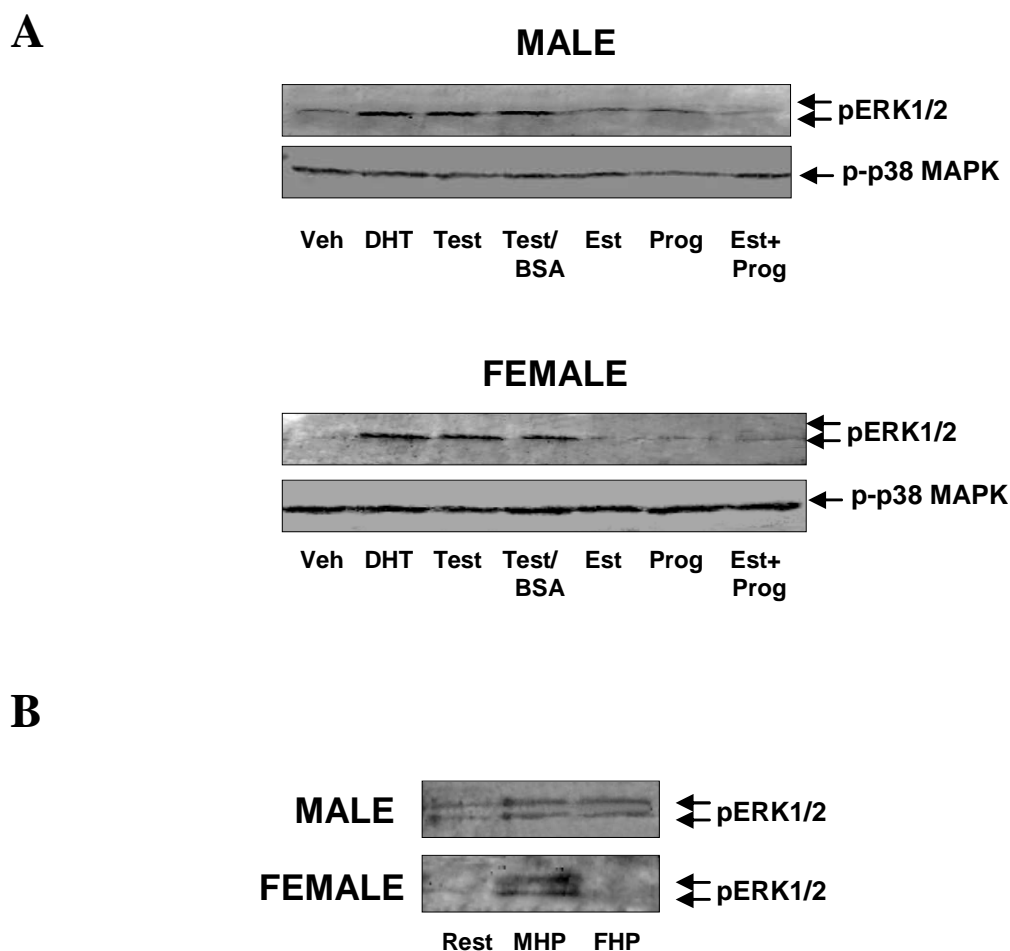 A
MALE
pERK1/2
p-p38 MAPK
Veh DHT Test Test/ Est Prog Est+
BSA Prog
FEMALE
pERK1/2
p-p38 MAPK
Veh DHT Test Test/ Est Prog Est+
BSA Prog
B
MALE pERK1/2
FEMALE pERK1/2
Rest MHP FHP